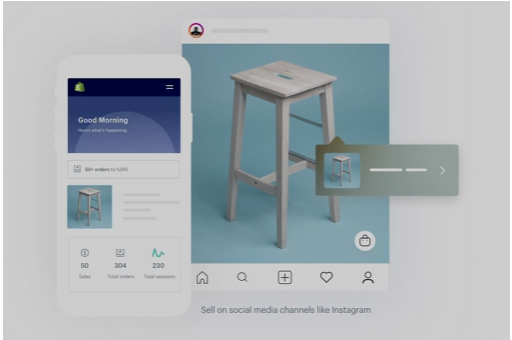 Good Morning
Here's what's happening.
50+ orders to fulfill
50
304
230
Sales
Total orders
Total sessions
Sell on social media channels like Instagram